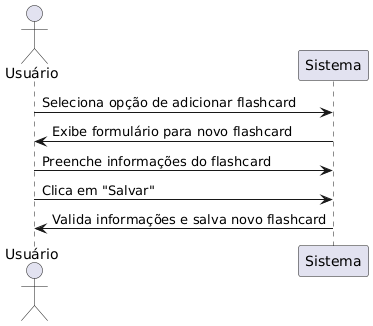 Usuário
Sistema
Seleciona opção de adicionar flashcard
Exibe formulário para novo flashcard
Preenche informações do flashcard
Clica em "Salvar"
Valida informações e salva novo flashcard
Usuário
Sistema